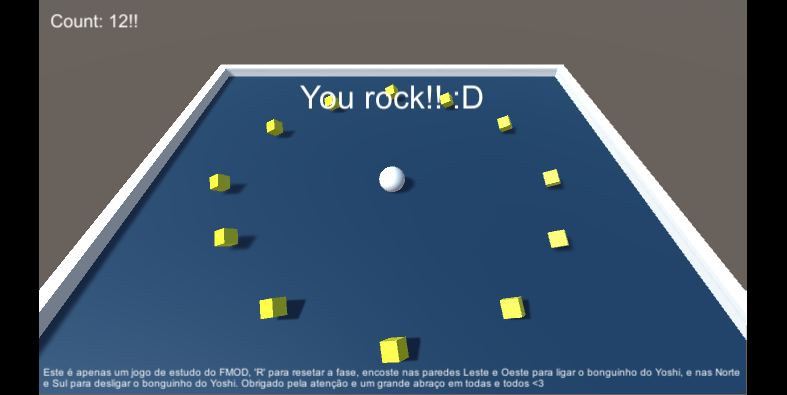 Count: 12!!
You rock!! :D
Este é apenas um jogo de estudo do FMOD, 'R' para resetar a fase, encoste nas paredes Leste e Oeste para ligar o bonguinho do Yoshi, e nas Norte
e Sul para desligar o bonguinho do Yoshi. Obrigado pela atenção e um grande abraço em todas e todos <3